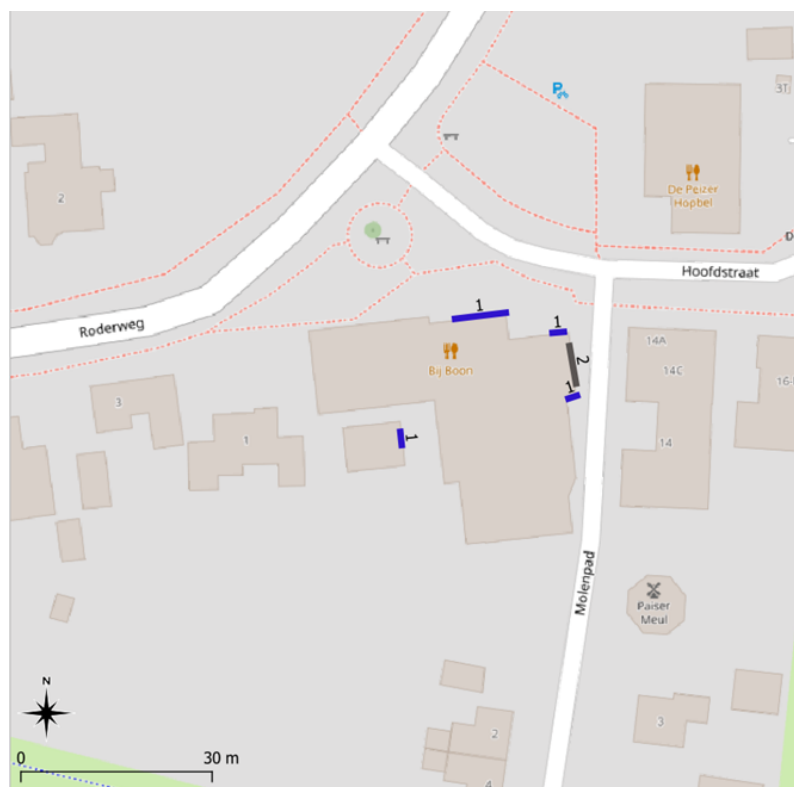 P
3T
De Peizer
Hopbel
2
D
Hoofdstraat
1
1
Roderweg
14A
2
Bij Boon
14C
1
16-
3
1
1
14
Molenpad
Paiser
Meul
N
3
2
0
30 m
4